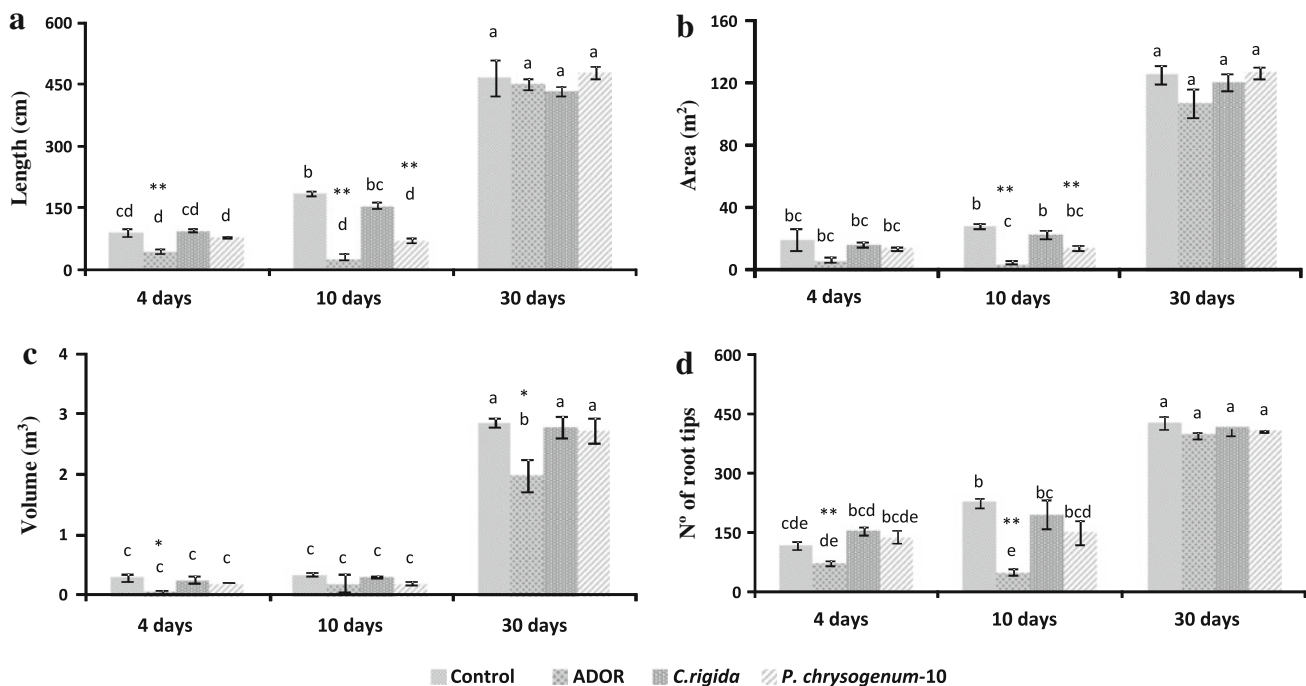 a
Length (cm)
600
450
300
150
0
cd
**
d
cd
d
b
**
d
bc
**
d
a
a
a
a
4 days
10 days
30 days
b
Area (m²)
160
120
80
40
0
bc
bc
bc
bc
b
**
c
b
**
bc
a
a
a
a
4 days
10 days
30 days
c
Volume (m³)
4
3
2
1
0
c
*
c
c
c
c
c
c
c
a
*
b
a
a
4 days
10 days
30 days
d
Nº of root tips
600
450
300
150
0
cde
**
de
bcd
bcde
b
**
e
bc
bcd
a
a
a
a
4 days
10 days
30 days
Control ADOR C.rigida P. chrysogenum-10